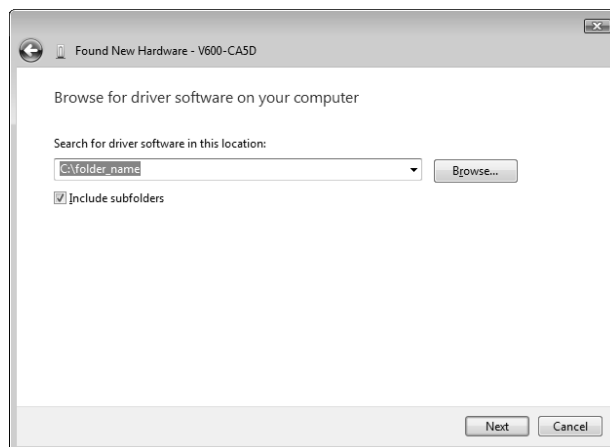 Found New Hardware - V600-CA5D
Browse for driver software on your computer
Search for driver software in this location:
C:\folder_name
Browse...
Include subfolders
Next
Cancel